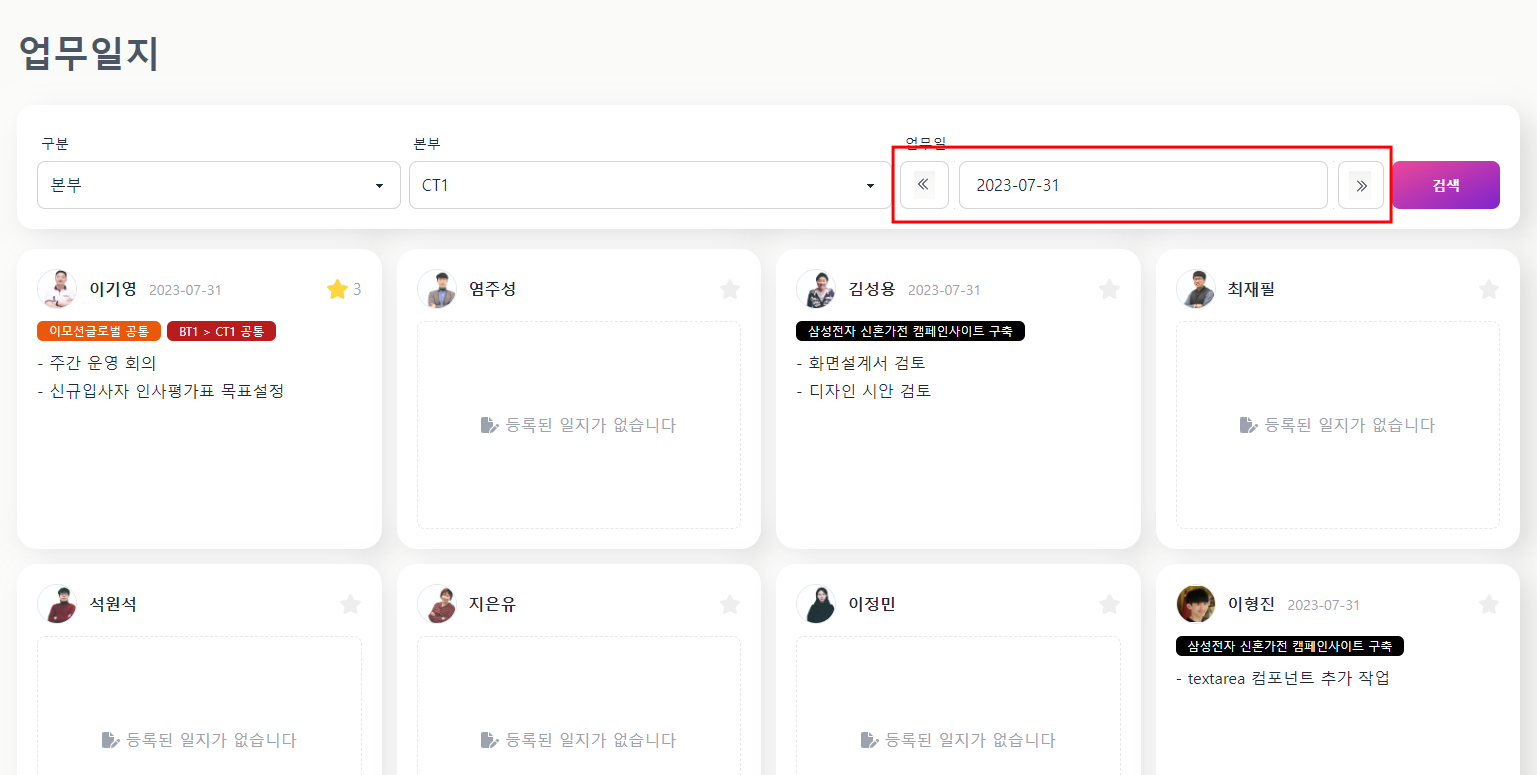 업무일지
구분
본부
업무일
본부
CT1
2023-07-31
검색
이기영 2023-07-31 3
이모션글로벌 공통 BT1 > CT1 공통
- 주간 운영 회의
- 신규입사자 인사평가표 목표설정
염주성
등록된 일지가 없습니다
김성용 2023-07-31
삼성전자 신혼가전 캠페인사이트 구축
- 화면설계서 검토
- 디자인 시안 검토
최재필
등록된 일지가 없습니다
석원석
등록된 일지가 없습니다
지은유
등록된 일지가 없습니다
이정민
등록된 일지가 없습니다
이형진 2023-07-31
삼성전자 신혼가전 캠페인사이트 구축
- textarea 컴포넌트 추가 작업